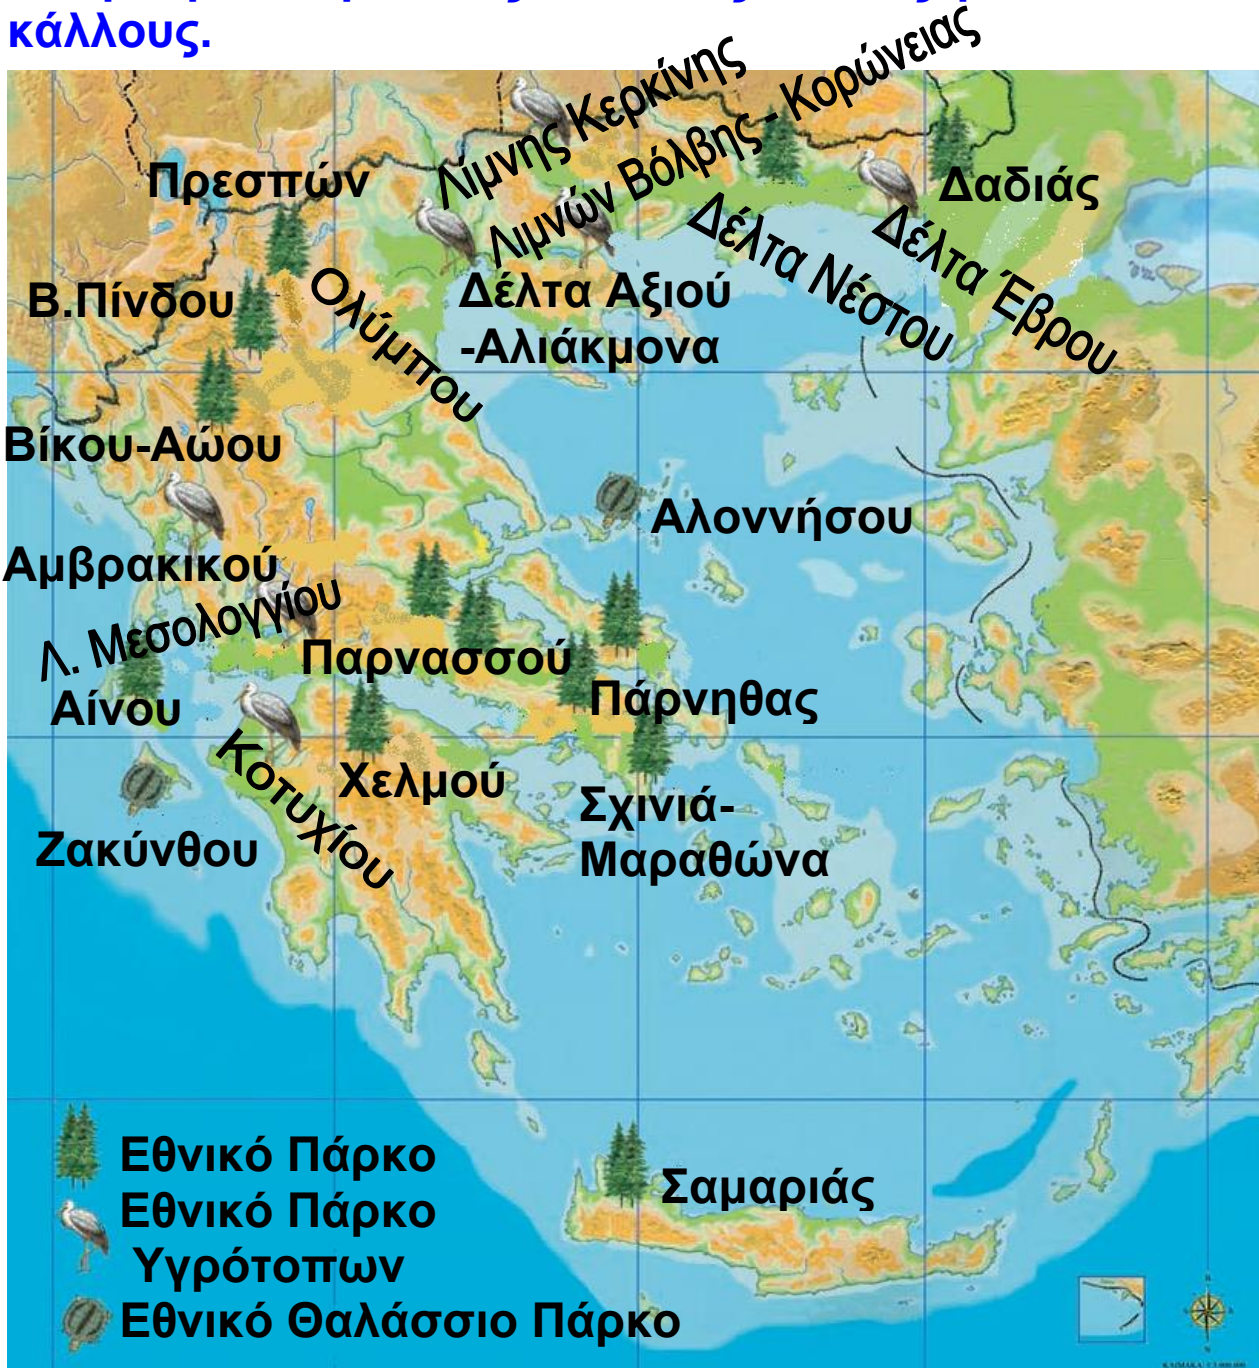 κάλλους.
Λίμνης Κερκίνης
Λιμνών Βόλβης - Κορώνειας
Πρεσπών
Δαδιάς
Δέλτα Νέστου
Δέλτα Έβρου
Β.Πίνδου
Ολύμπου
Δέλτα Αξιού
-Αλιάκμονα
Βίκου-Αώου
Αλοννήσου
Αμβρακικού
Λ. Μεσολογγίου
Παρνασσού
Αίνου
Πάρνηθας
Κοτυχίου
Χελμού
Σχινιά-
Μαραθώνα
Ζακύνθου
Σαμαριάς
Εθνικό Πάρκο
Εθνικό Πάρκο
Υγρότοπων
Εθνικό Θαλάσσιο Πάρκο